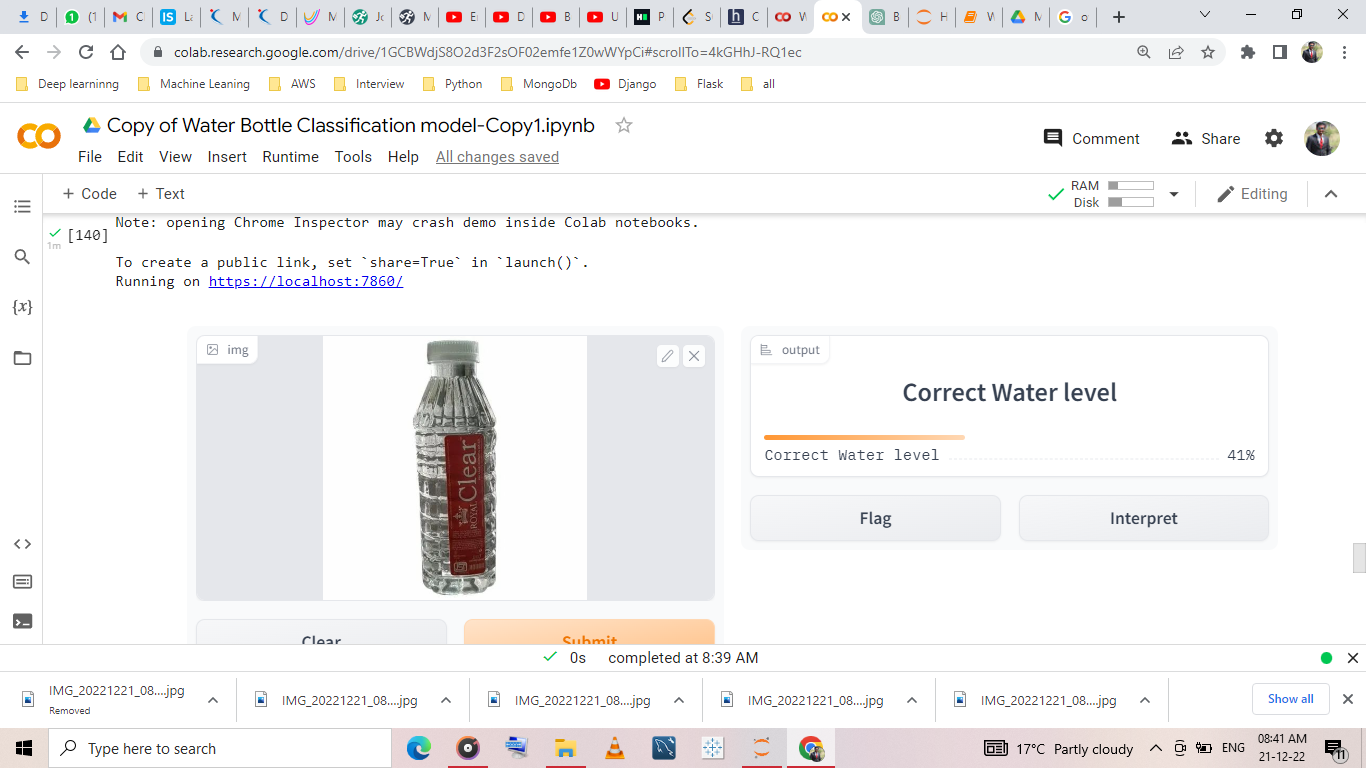 D
(1
C
La
M
D
M
Jo
M
E
D
B
U
P
S
C
W
B
H
W
M
o
colab.research.google.com/drive/1GCBWdjS8O2d3F2sOF02emfe1Z0wWYpCi#scrollTo=4kGHhJ-RQ1ec
Deep learninng
Machine Leaning
AWS
Interview
Python
MongoDb
Django
Flask
all
Copy of Water Bottle Classification model-Copy1.ipynb
Comment
Share
File Edit View Insert Runtime Tools Help All changes saved
+ Code + Text
RAM
Disk
Editing
Note: opening Chrome Inspector may crash demo inside Colab notebooks.
[140]
1m
To create a public link, set `share=True` in `launch()`.
Running on https://localhost:7860/
{x}
img
Clear
ROYAL
output
Correct Water level
Correct Water level 41%
Flag
Interpret
Clear
Submit
0s completed at 8:39 AM
IMG_20221221_08....jpg
Removed
IMG_20221221_08....jpg
IMG_20221221_08....jpg
IMG_20221221_08....jpg
IMG_20221221_08....jpg
Show all
Type here to search
17°C Partly cloudy
ENG
08:41 AM
21-12-22
11